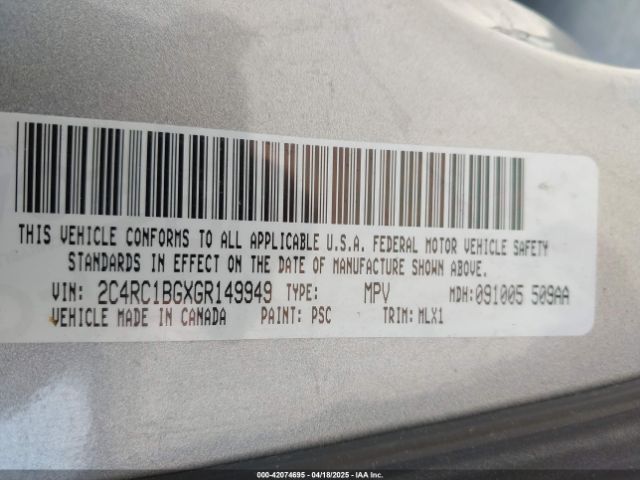 THIS VEHICLE CONFORMS TO ALL APPLICABLE U.S.A. FEDERAL MOTOR VEHICLE SAFETY
STANDARDS IN EFFECT ON THE DATE OF MANUFACTURE SHOWN ABOVE.
VIN: 2C4RC1BGXGR149949 TYPE: MPV MDH:091005 509AA
VEHICLE MADE IN CANADA PAINT: PSC TRIM: MLX1
000-42074695 - 04/18/2025 - IAA Inc.